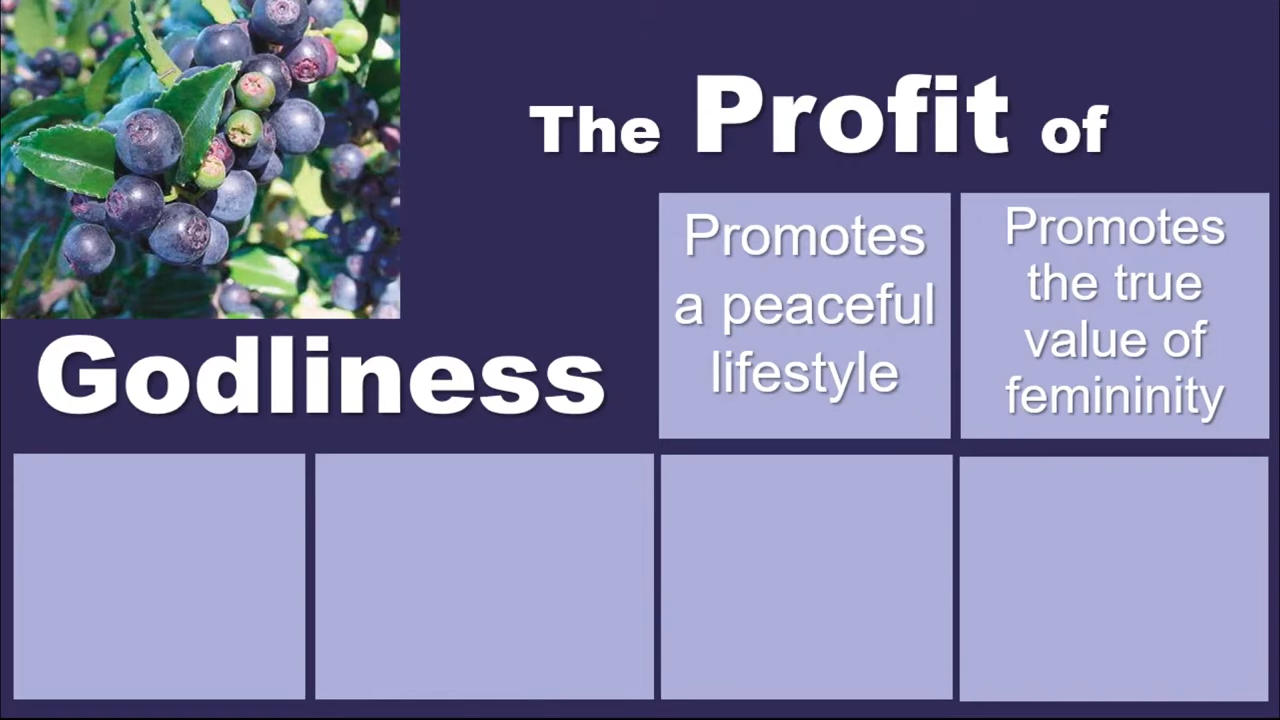 The Profit of
Godliness
Promotes
a peaceful
lifestyle
Promotes
the true
value of
femininity